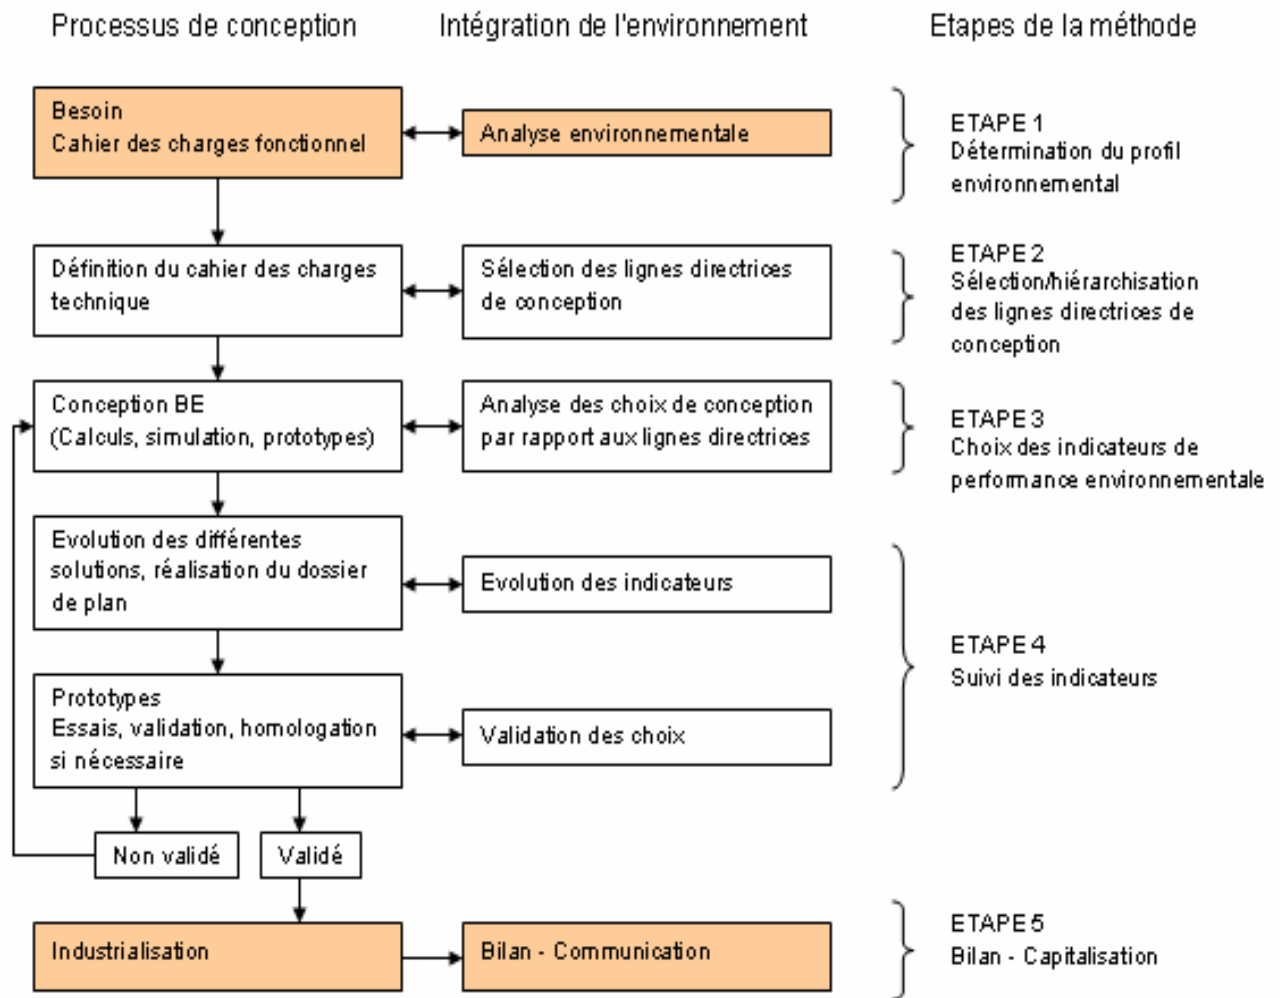 Processus de conception
Intégration de l'environnement
Etapes de la méthode
Besoin
Cahier des charges fonctionnel
Analyse environnementale
ETAPE 1
Détermination du profil
environnemental
Définition du cahier des charges
technique
Sélection des lignes directrices
de conception
ETAPE 2
Sélection/hiérarchisation
des lignes directrices de
conception
Conception BE
(Calculs, simulation, prototypes)
Analyse des choix de conception
par rapport aux lignes directrices
ETAPE 3
Choix des indicateurs de
performance environnementale
Evolution des différentes
solutions, réalisation du dossier
de plan
Evolution des indicateurs
Prototypes
Essais, validation, homologation
si nécessaire
Validation des choix
ETAPE 4
Suivi des indicateurs
Non validé
Validé
Industrialisation
Bilan - Communication
ETAPE 5
Bilan - Capitalisation